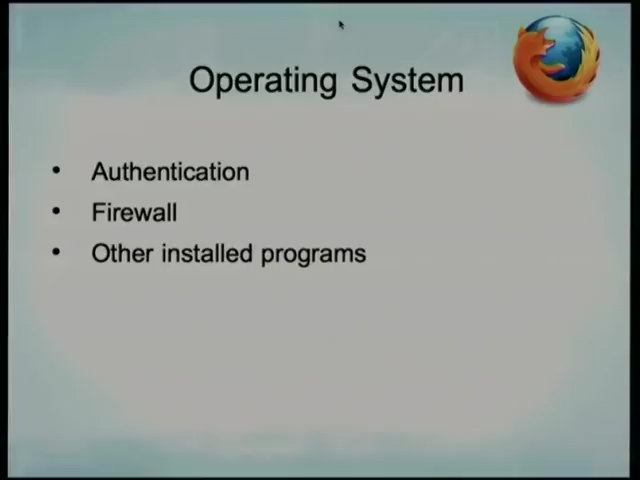 Operating System
• Authentication
• Firewall
• Other installed programs